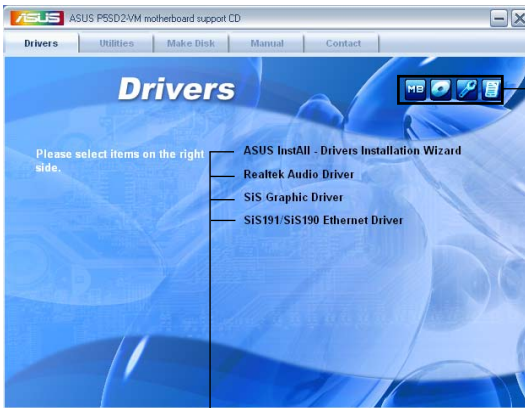 ASUS ASUS P5SD2-VM motherboard support CD
Drivers Utilities Make Disk Manual Contact
Drivers
MB
Please select items on the right
side.
ASUS InstAll - Drivers Installation Wizard
Realtek Audio Driver
SiS Graphic Driver
SiS191/SiS190 Ethernet Driver